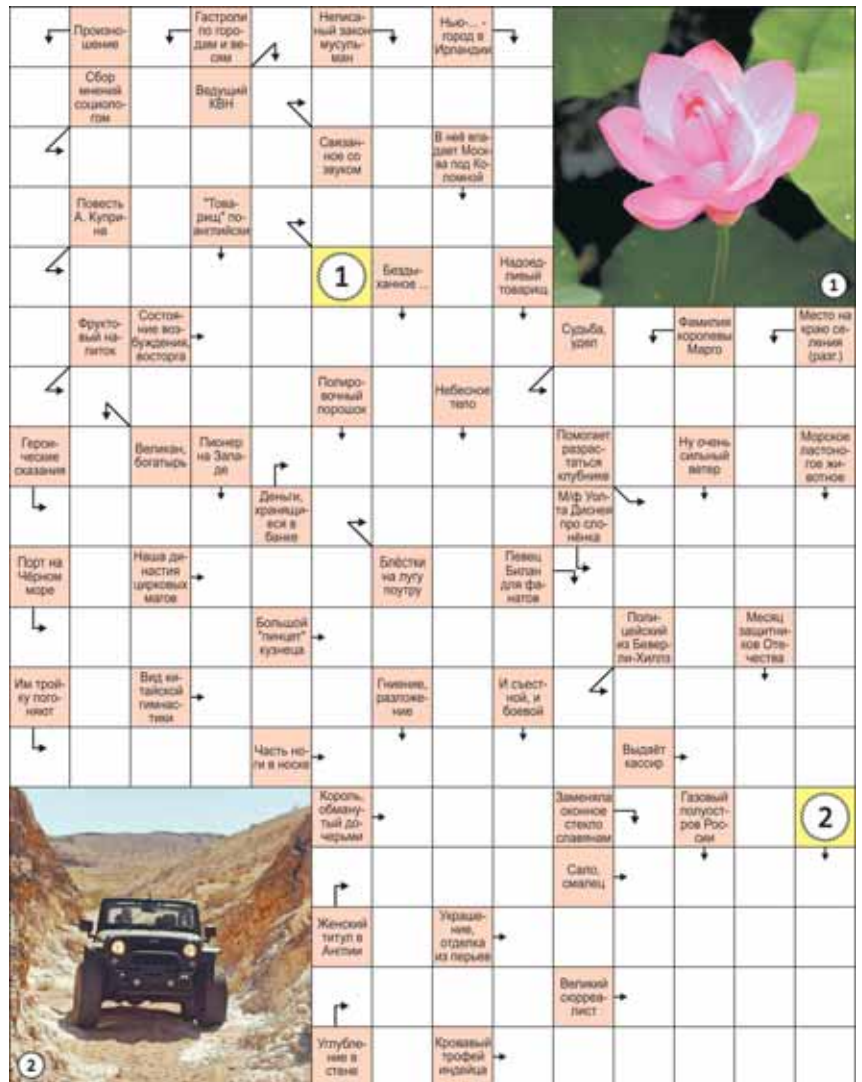 Произно-
шение
Гастроли
по горо-
дам и ве-
сям
Неписа-
ный закон
мусуль-
ман
Нью-... -
город в
Ирландии
Сбор
мнений
социоло-
гом
Ведущий
КВН
Связан-
ное со
звуком
В неё впа-
дает Моск-
ва под Ко-
ломной
Повесть
А. Купри-
на
"Това-
рищ" по-
английски
1
Безды-
ханное ...
Надоед-
ливый
товарищ
1
Фрукто-
вый на-
питок
Состоя-
ние воз-
буждения,
восторга
Судьба,
удел
Фамилия
королевы
Марго
Место на
краю се-
ления
(разг.)
Полиро-
вочный
порошок
Небесное
тело
Герои-
ческие
сказания
Великан,
богатырь
Пионер
на Запа-
де
Помогает
разрас-
таться
клубнике
Ну очень
сильный
ветер
Морское
ластоно-
гое жи-
вотное
Деньги,
хранящи-
еся в
банке
М/ф Уол-
та Диснея
про сло-
нёнка
Порт на
Чёрном
море
Наша ди-
настия
цирковых
магов
Блёстки
на лугу
поутру
Певец
Билан
для фа-
натов
Большой
"пинцет"
кузнеца
Поли-
цейский
из Бевер-
ли-Хиллз
Месяц
защитни-
ков Оте-
чества
Им трой-
ку пого-
няют
Вид ки-
тайской
гимнас-
тики
Гниение,
разложе-
ние
И съест-
ной, и
боевой
Часть но-
ги в носке
Выдаёт
кассир
Король,
обману-
тый до-
черьми
Заменяла
оконное
стекло
славянам
Газовый
полуост-
ров Рос-
сии
2
Сало,
смалец
Женский
титул в
Англии
Украше-
ние,
отделка
из перьев
Великий
сюрреа-
лист
2
Углубле-
ние в
стене
Кровавый
трофей
индейца